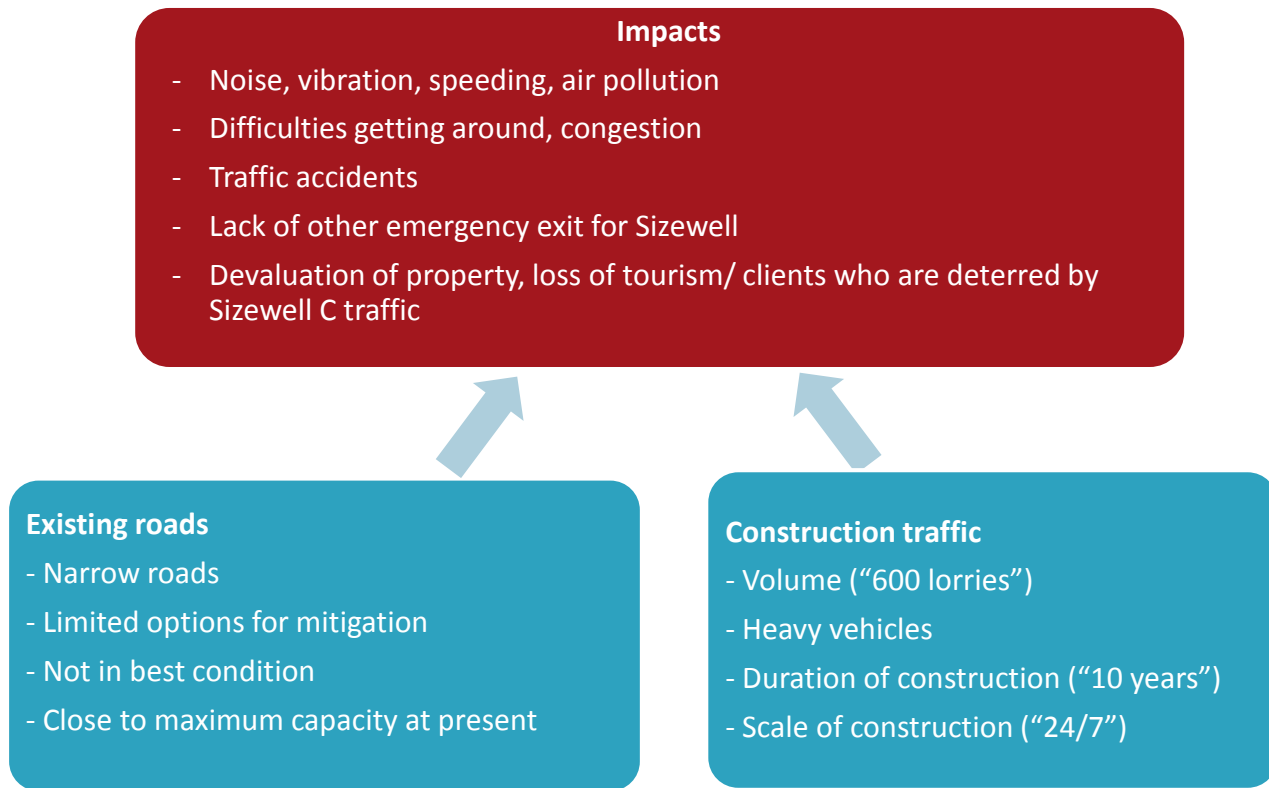 Impacts
- Noise, vibration, speeding, air pollution
- Difficulties getting around, congestion
- Traffic accidents
- Lack of other emergency exit for Sizewell
- Devaluation of property, loss of tourism/ clients who are deterred by
Sizewell C traffic
Existing roads
- Narrow roads
- Limited options for mitigation
- Not in best condition
- Close to maximum capacity at present
Construction traffic
- Volume (“600 lorries”)
- Heavy vehicles
- Duration of construction (“10 years”)
- Scale of construction (“24/7”)